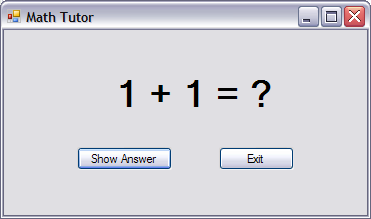 Math Tutor
1 + 1 = ?
Show Answer Exit